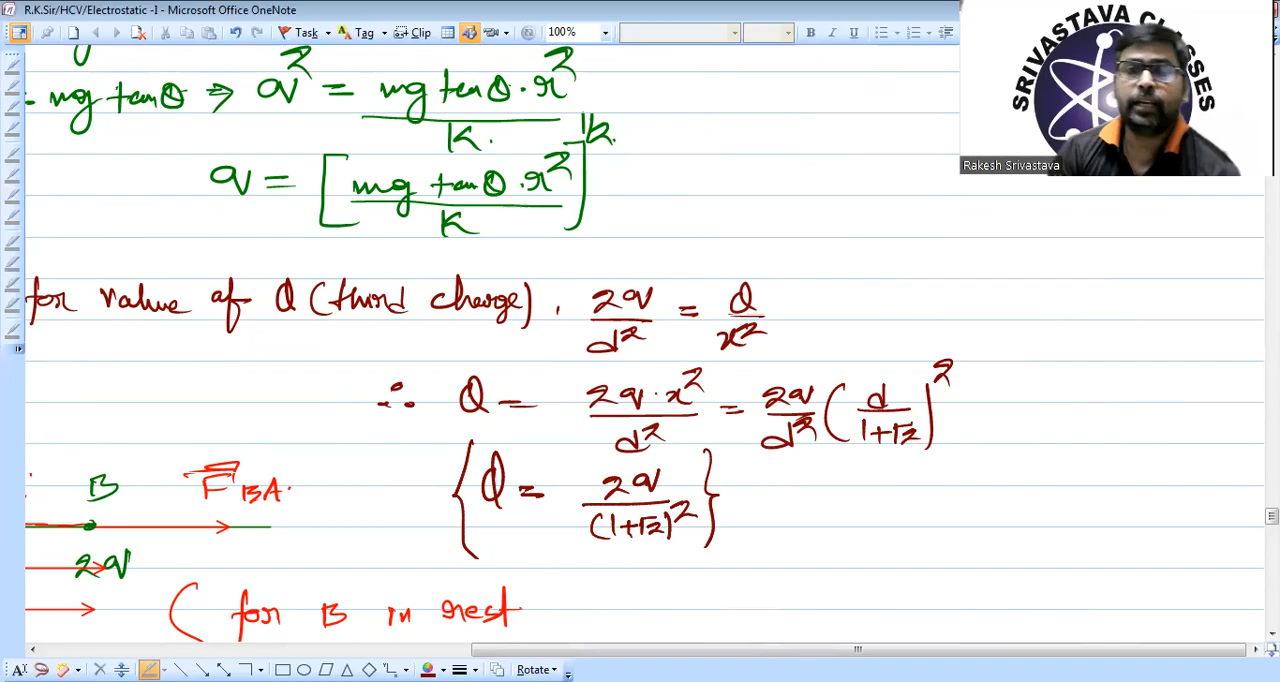 R.K.Sir/HCV/Electrostatic -I - Microsoft Office OneNote
Task Tag Clip 100% B I U
SRIVASTAVA CLASSES
Rakesh Srivastava
mg tanθ ⇒ q² = mg tanθ·r² / K.
q = [mg tanθ·r² / K]^½.
for value of Q (third charge). 2q/d² = Q/x²
∴ Q = 2q·x²/d² = 2q/d² (d/1+√2)²
{Q = 2q/(1+√2)²}
B F BA.
2q
(for B in rest
Rotate